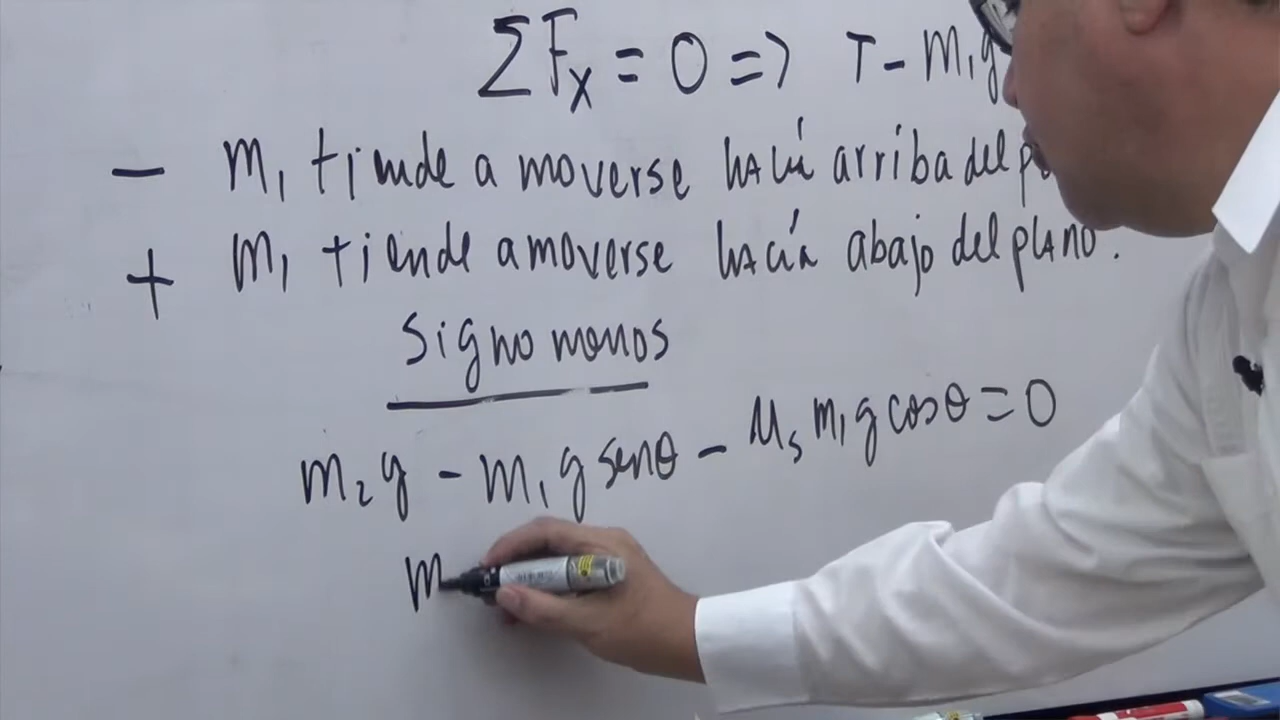 ΣFx = 0 => T - m₁g
- m₁ tiende a moverse hacia arriba del p
+ m₁ tiende a moverse hacía abajo del plano.
signo menos
m₂g - m₁g senθ - μs m₁g cosθ = 0
m